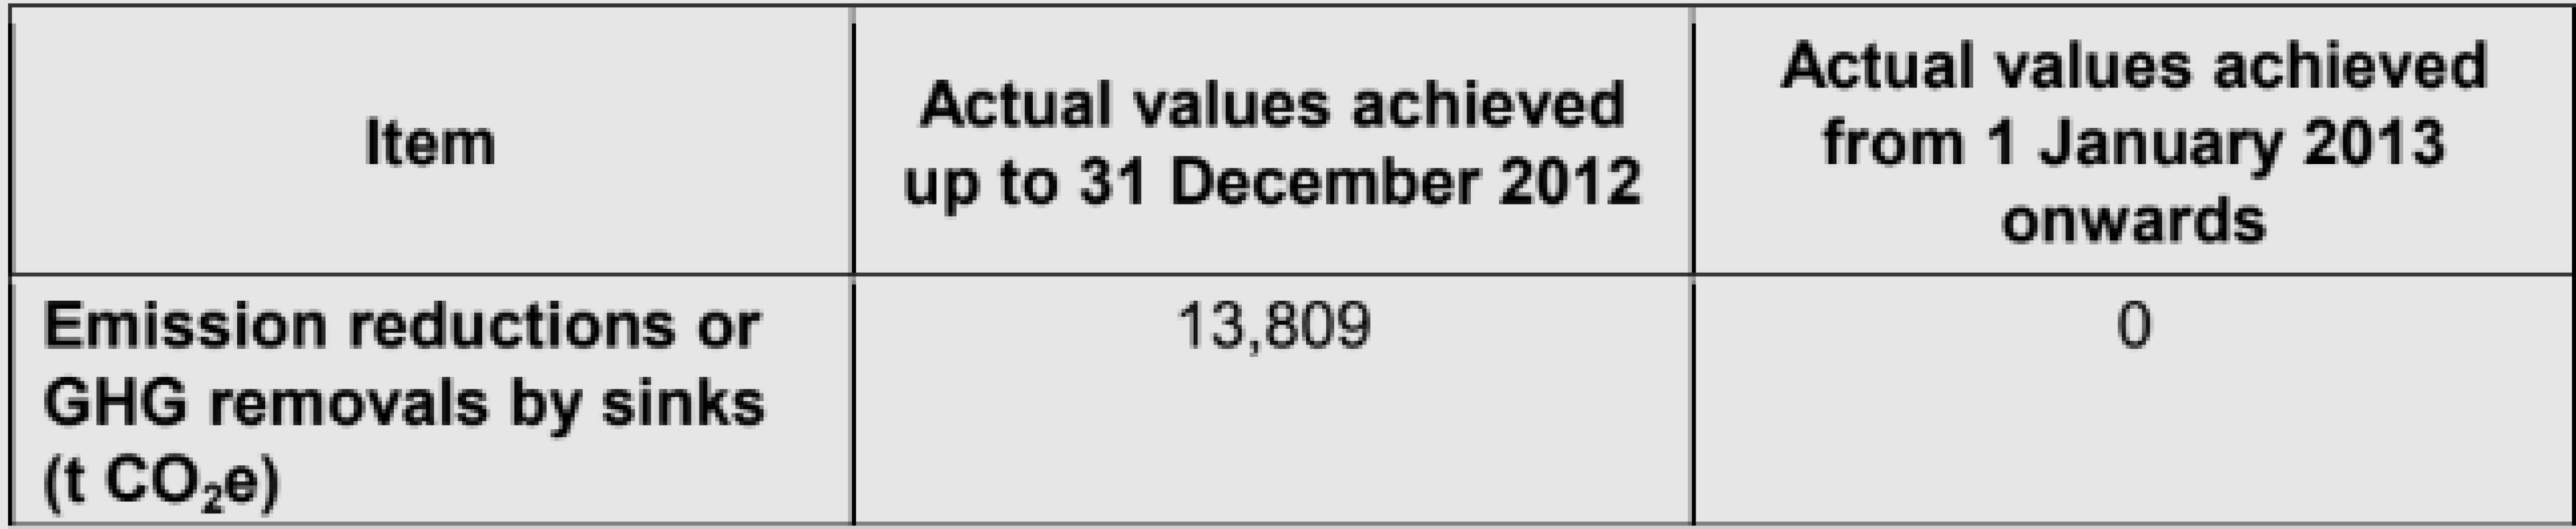 Item
Actual values achieved
up to 31 December 2012
Actual values achieved
from 1 January 2013
onwards
Emission reductions or
GHG removals by sinks
(t CO₂e)
13,809
0